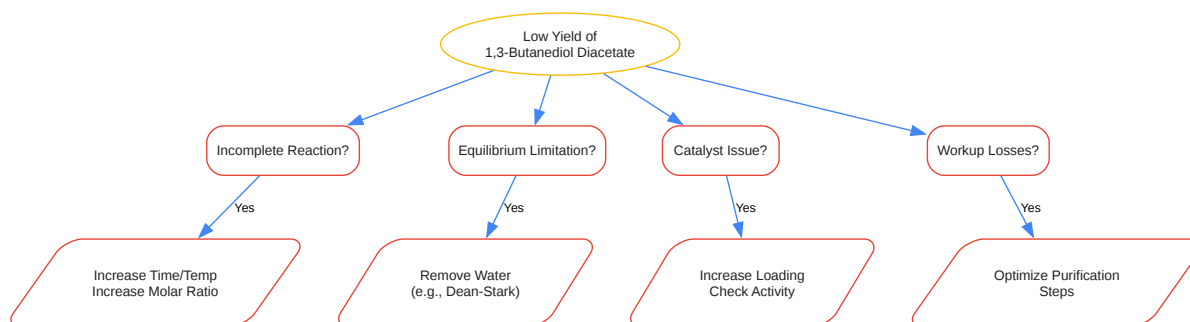 Low Yield of
1,3-Butanediol Diacetate
Incomplete Reaction?
Equilibrium Limitation?
Catalyst Issue?
Workup Losses?
Yes
Yes
Yes
Yes
Increase Time/Temp
Increase Molar Ratio
Remove Water
(e.g., Dean-Stark)
Increase Loading
Check Activity
Optimize Purification
Steps